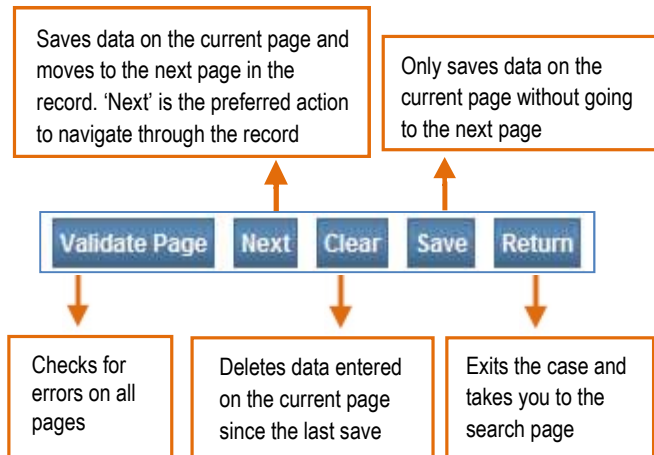 Saves data on the current page and
moves to the next page in the
record. ‘Next’ is the preferred action
to navigate through the record
Only saves data on the
current page without going
to the next page
Validate Page Next Clear Save Return
Checks for
errors on all
pages
Deletes data entered
on the current page
since the last save
Exits the case and
takes you to the
search page